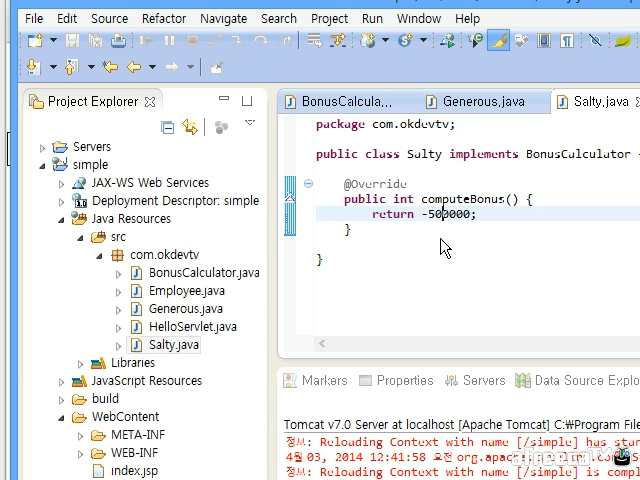 File Edit Source Refactor Navigate Search Project Run Window Help
Project Explorer
BonusCalcula... Generous.java Salty.java
Servers
simple
JAX-WS Web Services
Deployment Descriptor: simple
Java Resources
src
com.okdevtv
BonusCalculator.java
Employee.java
Generous.java
HelloServlet.java
Salty.java
Libraries
JavaScript Resources
build
WebContent
META-INF
WEB-INF
index.jsp
package com.okdevtv;
public class Salty implements BonusCalculator
@Override
public int computeBonus() {
return -500000;
}
}
Markers Properties Servers Data Source Explo
Tomcat v7.0 Server at localhost [Apache Tomcat] C:₩Program File
정보: Reloading Context with name [/simple] has star
4월 03, 2014 12:41:58 오전 org.apache
정보: Reloading Context with name [/simple] is compl
afreecaTV